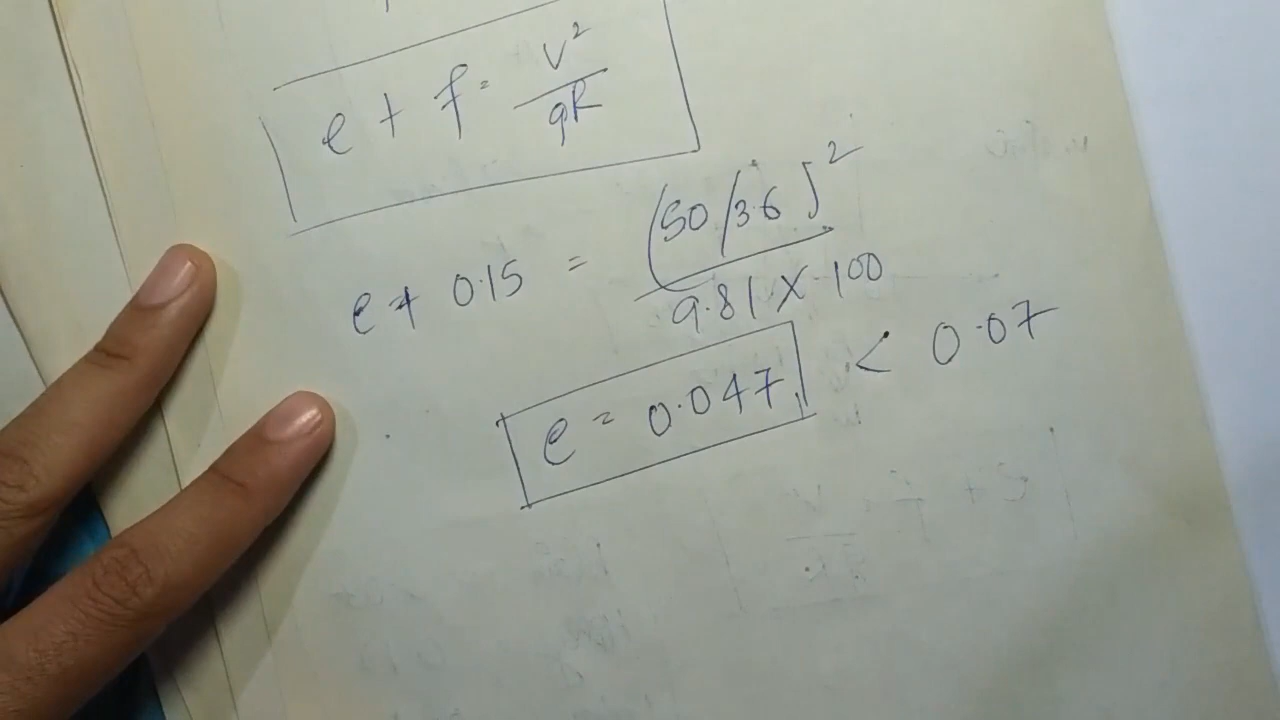 e + f = V²/gR
e + 0.15 = (50/3.6)²/9.81 × 100
e = 0.047 < 0.07